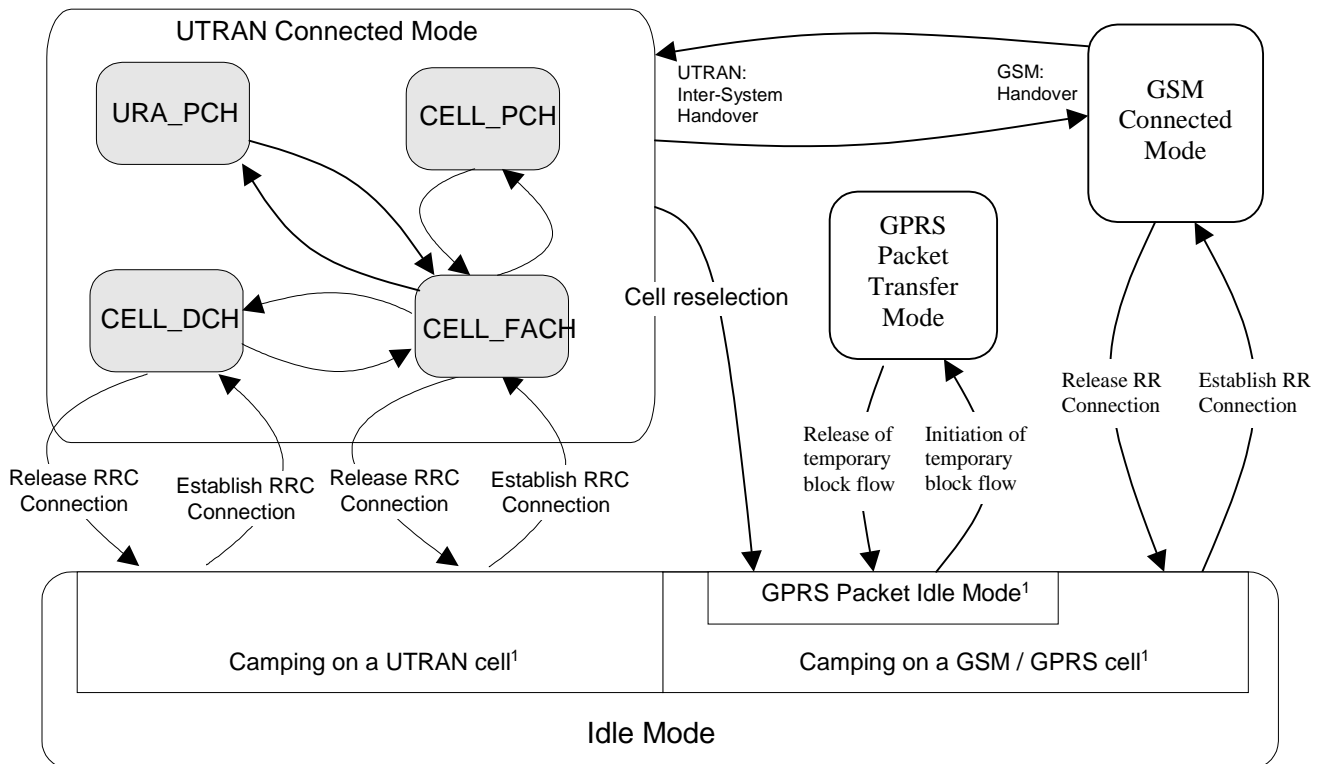 UTRAN Connected Mode
URA_PCH
CELL_PCH
CELL_DCH
CELL_FACH
UTRAN:
Inter-System
Handover
GSM:
Handover
GSM
Connected
Mode
GPRS
Packet
Transfer
Mode
Cell reselection
Release RRC
Connection
Establish RRC
Connection
Release RRC
Connection
Establish RRC
Connection
Release of
temporary
block flow
Initiation of
temporary
block flow
Release RR
Connection
Establish RR
Connection
GPRS Packet Idle Mode¹
Camping on a UTRAN cell¹
Camping on a GSM / GPRS cell¹
Idle Mode